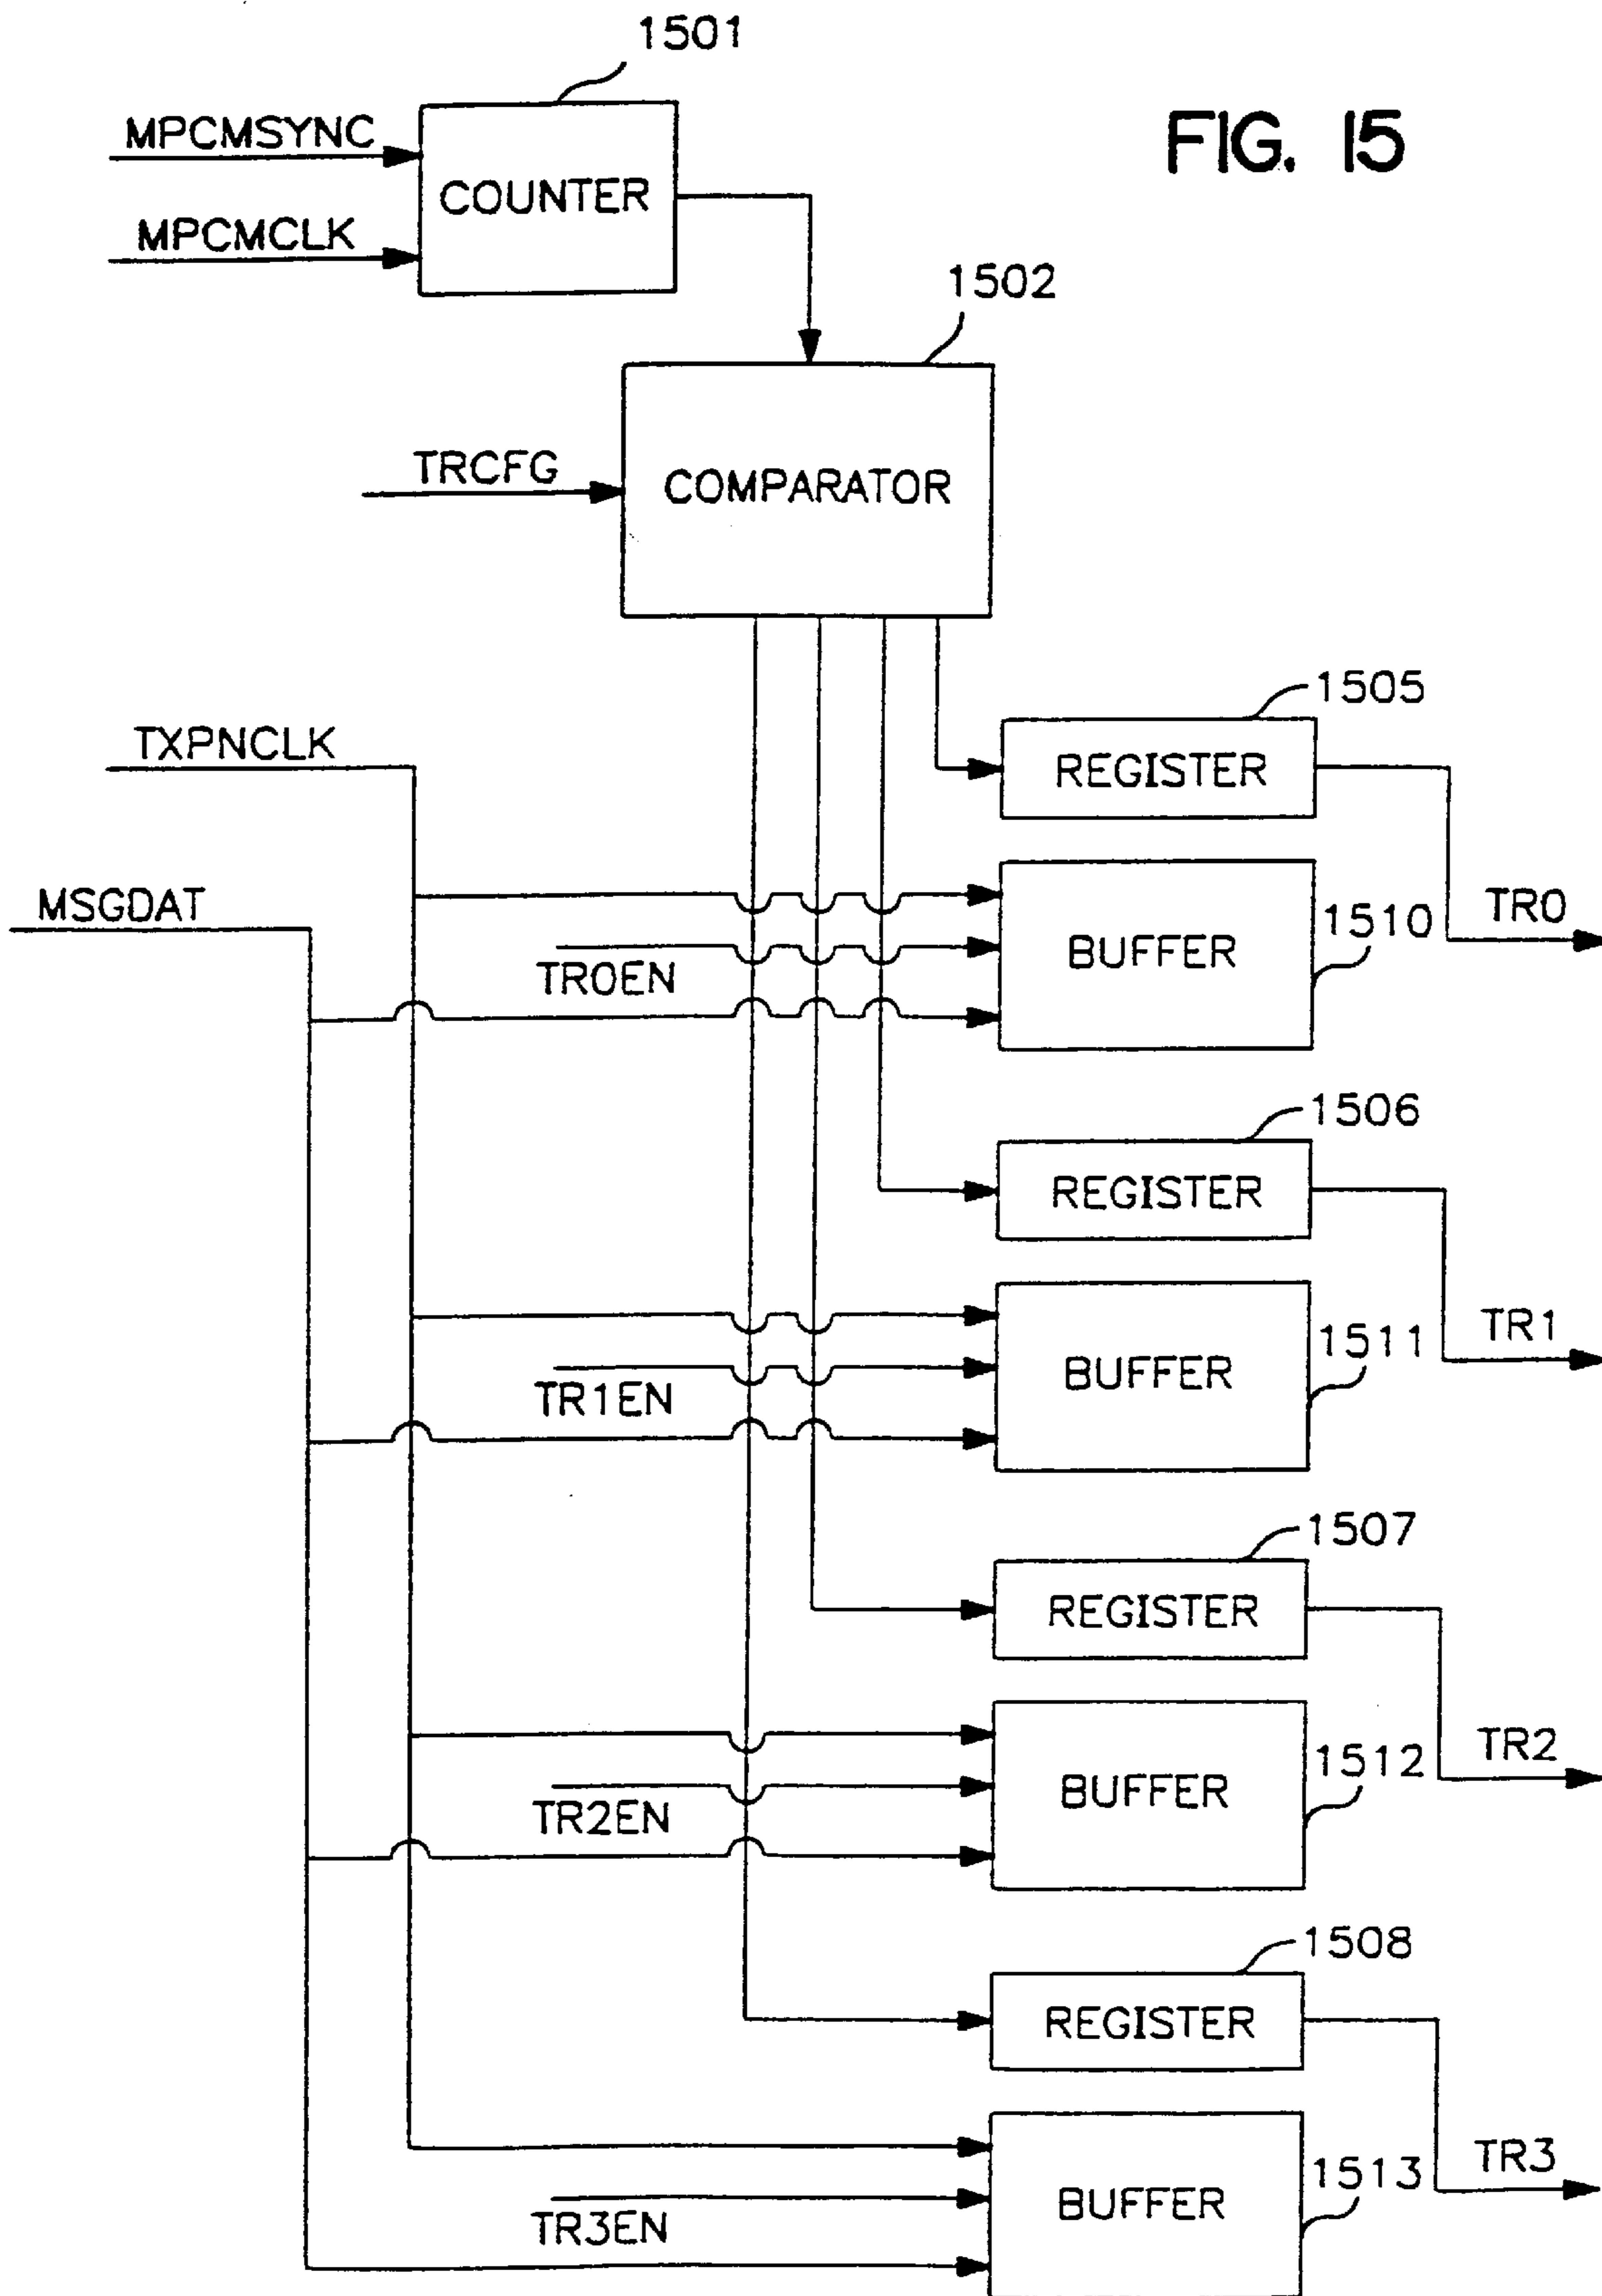 1501
FIG. 15
MPCMSYNC
COUNTER
MPCMCLK
1502
TRCFG
COMPARATOR
1505
TXPNCLK
REGISTER
MSGDAT
1510
TR0
BUFFER
TR0EN
1506
REGISTER
1511
TR1
BUFFER
TR1EN
1507
REGISTER
1512
TR2
BUFFER
TR2EN
1508
REGISTER
1513
TR3
BUFFER
TR3EN